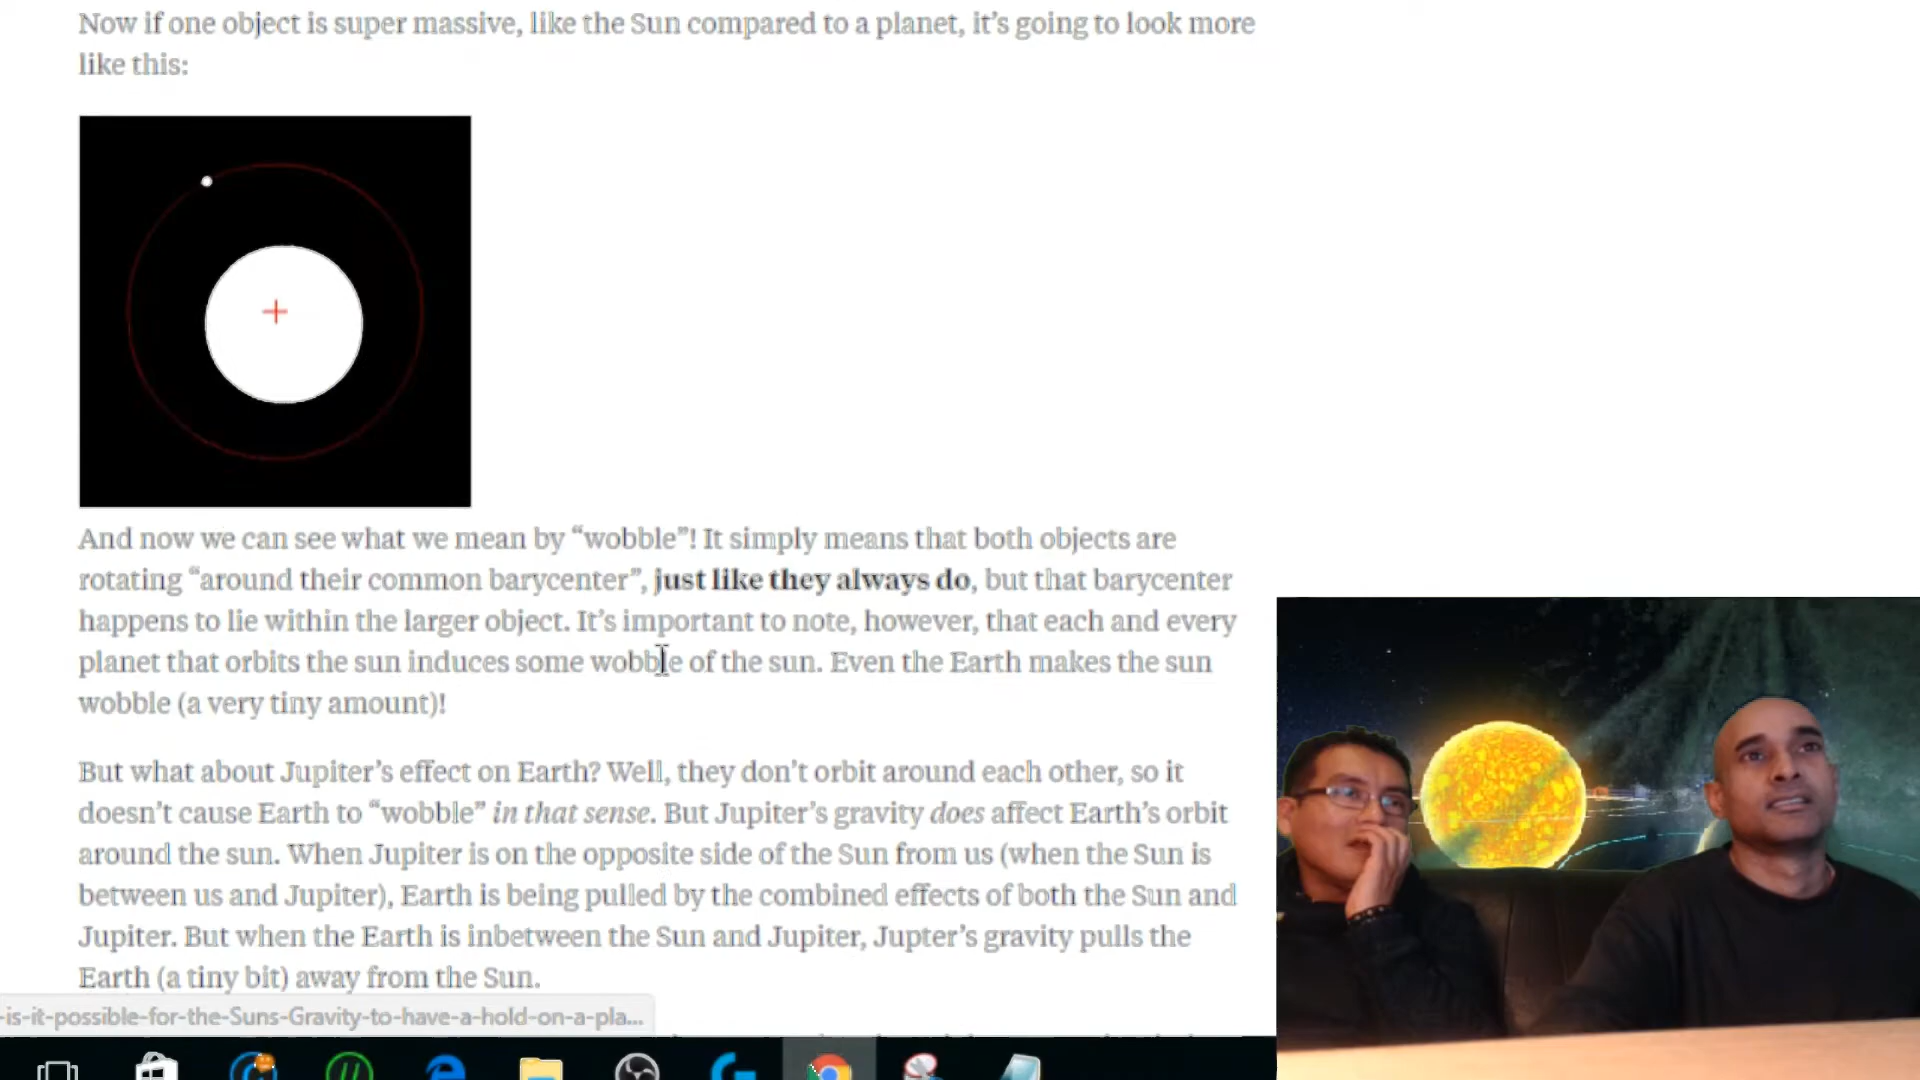 Now if one object is super massive, like the Sun compared to a planet, it’s going to look more
like this:
And now we can see what we mean by “wobble”! It simply means that both objects are
rotating “around their common barycenter”, just like they always do, but that barycenter
happens to lie within the larger object. It’s important to note, however, that each and every
planet that orbits the sun induces some wobble of the sun. Even the Earth makes the sun
wobble (a very tiny amount)!
But what about Jupiter’s effect on Earth? Well, they don’t orbit around each other, so it
doesn’t cause Earth to “wobble” in that sense. But Jupiter’s gravity does affect Earth’s orbit
around the sun. When Jupiter is on the opposite side of the Sun from us (when the Sun is
between us and Jupiter), Earth is being pulled by the combined effects of both the Sun and
Jupiter. But when the Earth is inbetween the Sun and Jupiter, Jupter’s gravity pulls the
Earth (a tiny bit) away from the Sun.
-is-it-possible-for-the-Suns-Gravity-to-have-a-hold-on-a-pla...